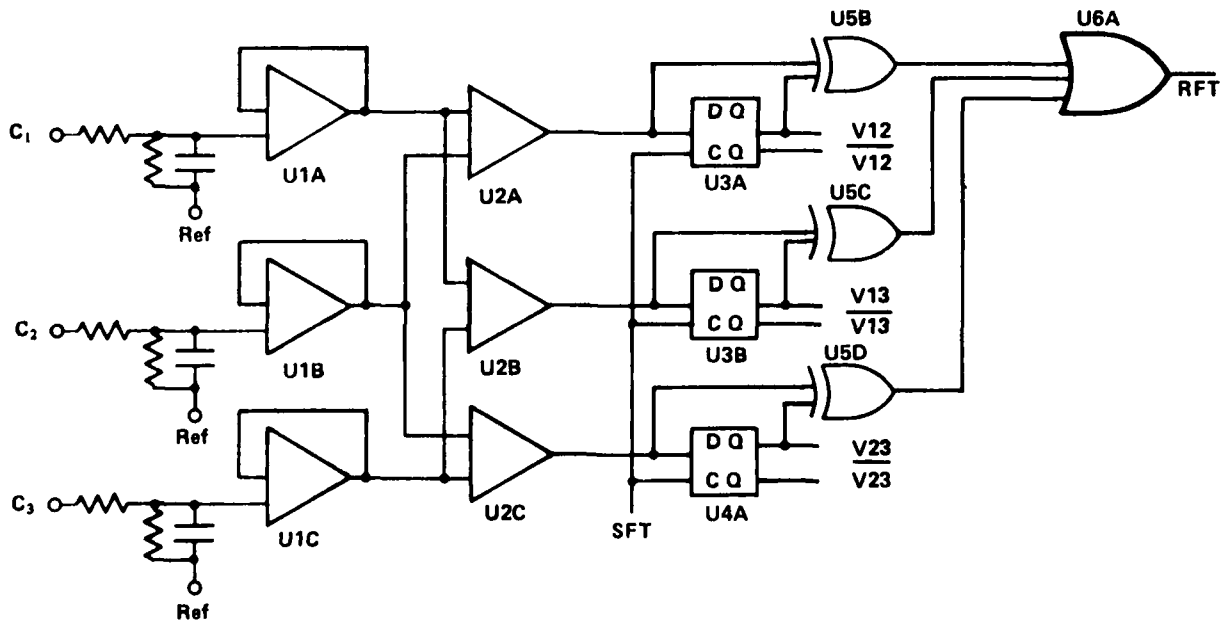 U5B
U6A
RFT
C₁
U1A
Ref
U2A
D Q
C Q
U3A
V12
V12
U5C
C₂
U1B
Ref
U2B
D Q
C Q
U3B
V13
V13
U5D
C₃
U1C
Ref
U2C
D Q
C Q
U4A
V23
V23
SFT